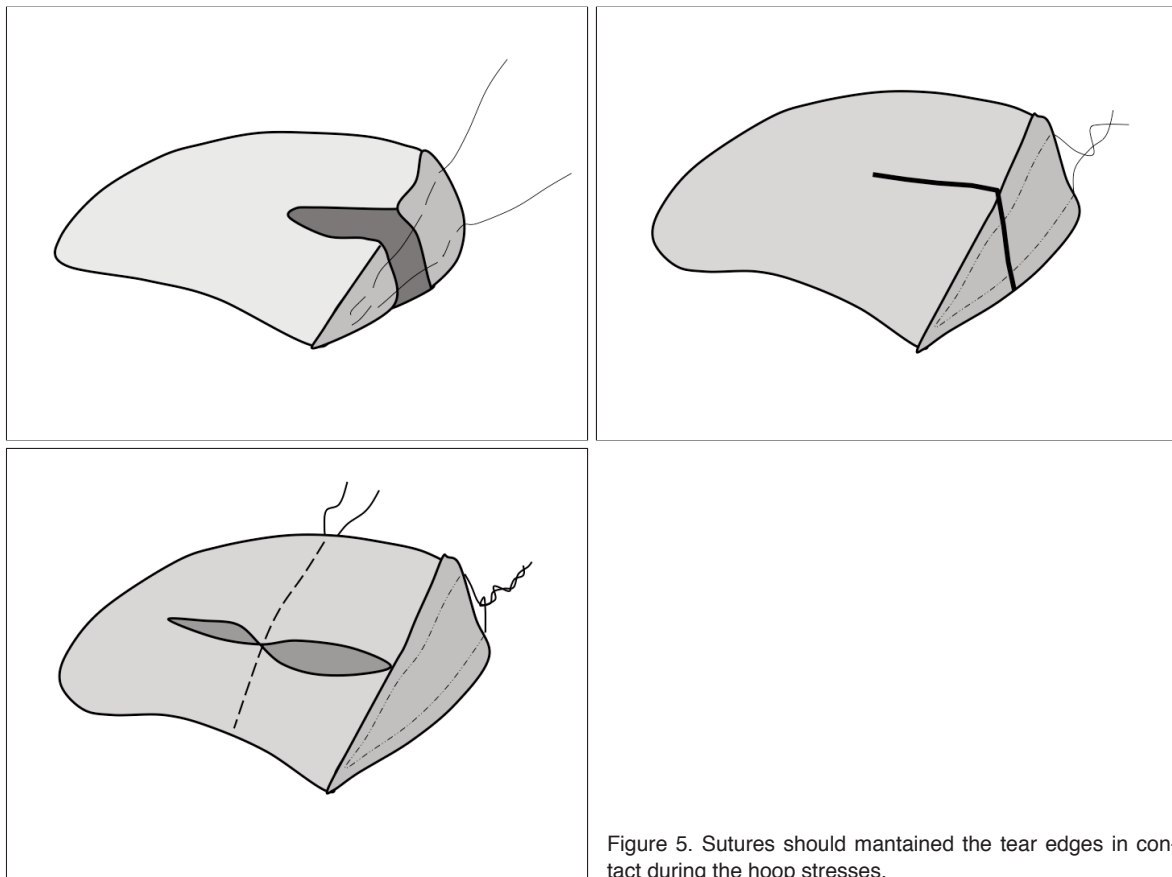 Figure 5. Sutures should mantained the tear edges in con-
tact during the hoop stresses.